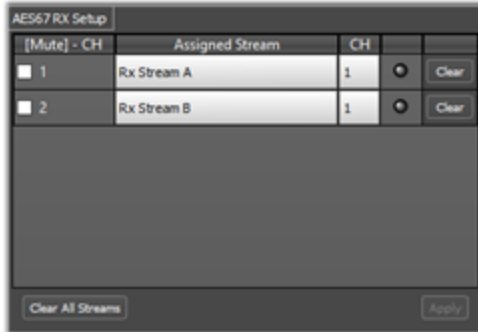 AES67 RX Setup
[Mute] - CH Assigned Stream CH
1 Rx Stream A 1 Clear
2 Rx Stream B 1 Clear
Clear All Streams Apply